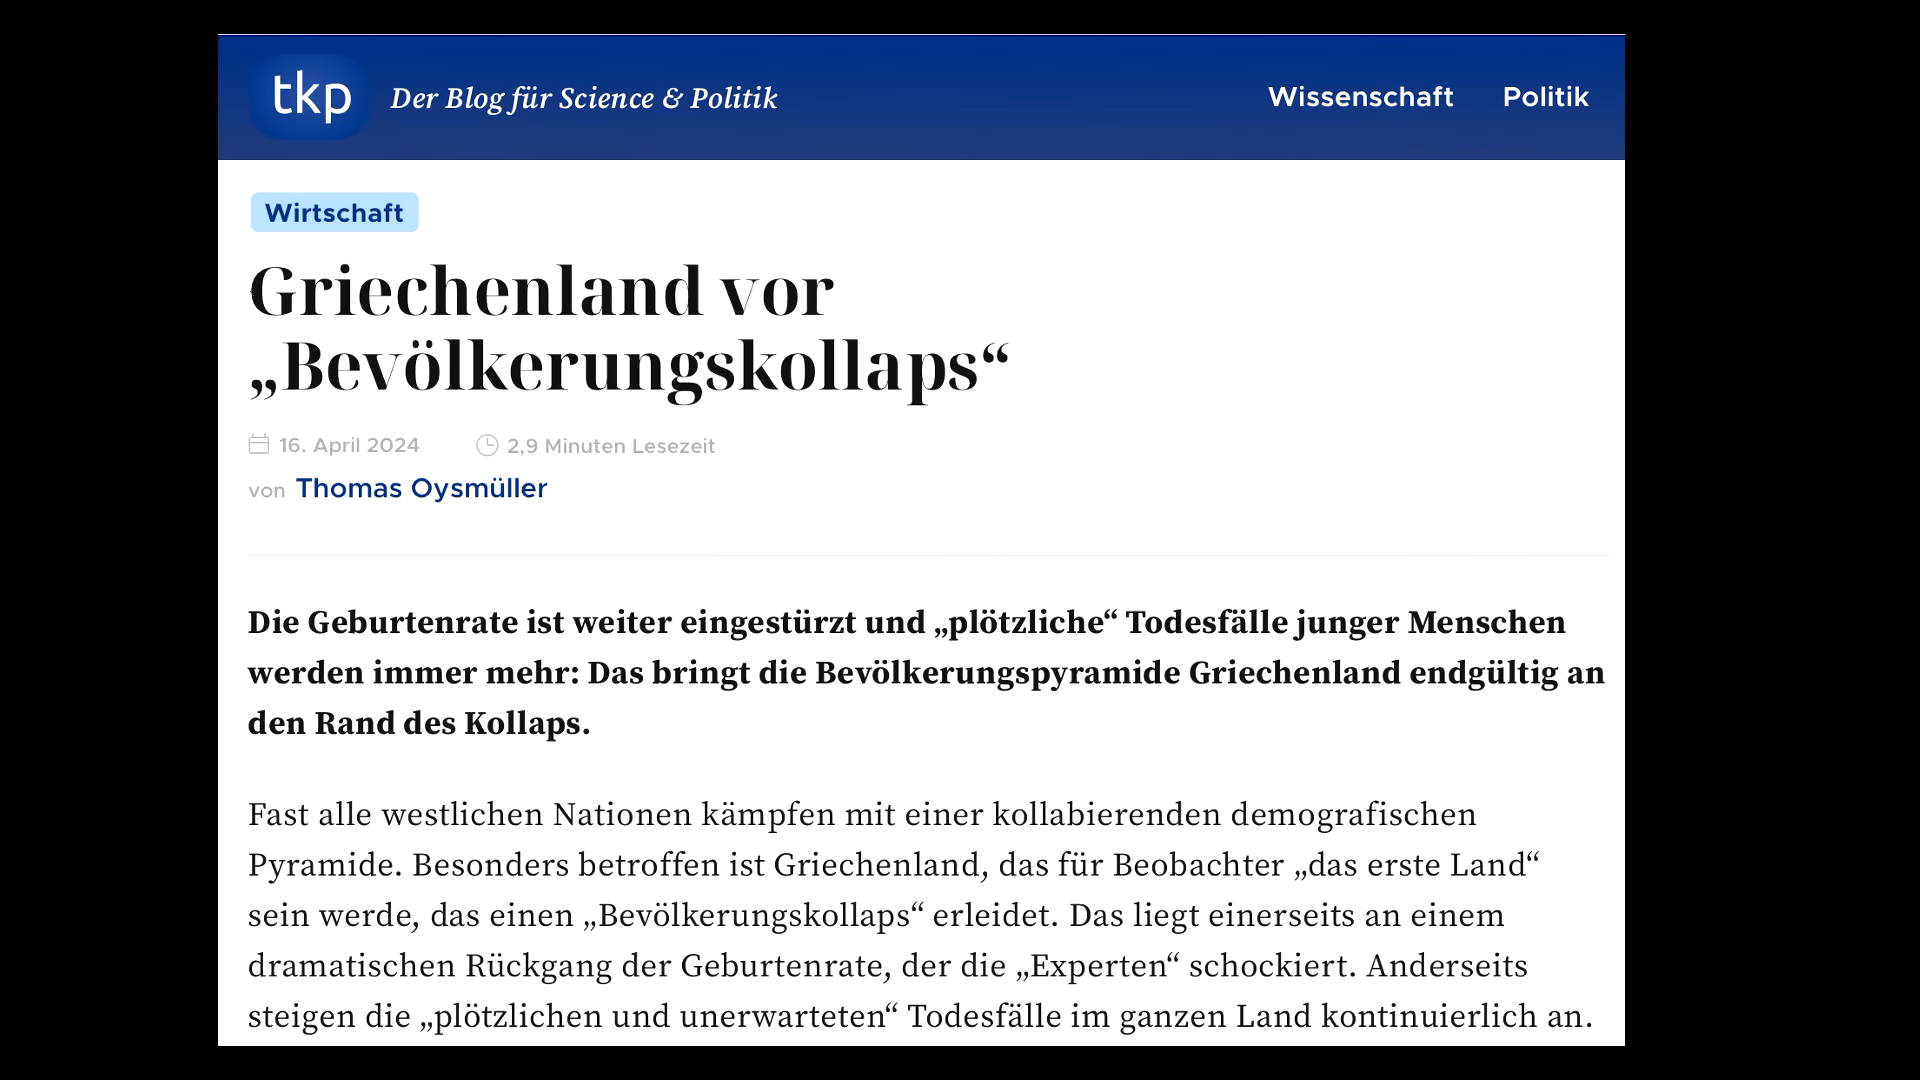 tkp
Der Blog für Science & Politik
Wissenschaft
Politik
Wirtschaft
Griechenland vor
„Bevölkerungskollaps“
16. April 2024
2,9 Minuten Lesezeit
von Thomas Oysmüller
Die Geburtenrate ist weiter eingestürzt und „plötzliche“ Todesfälle junger Menschen
werden immer mehr: Das bringt die Bevölkerungspyramide Griechenland endgültig an
den Rand des Kollaps.
Fast alle westlichen Nationen kämpfen mit einer kollabierenden demografischen
Pyramide. Besonders betroffen ist Griechenland, das für Beobachter „das erste Land“
sein werde, das einen „Bevölkerungskollaps“ erleidet. Das liegt einerseits an einem
dramatischen Rückgang der Geburtenrate, der die „Experten“ schockiert. Anderseits
steigen die „plötzlichen und unerwarteten“ Todesfälle im ganzen Land kontinuierlich an.